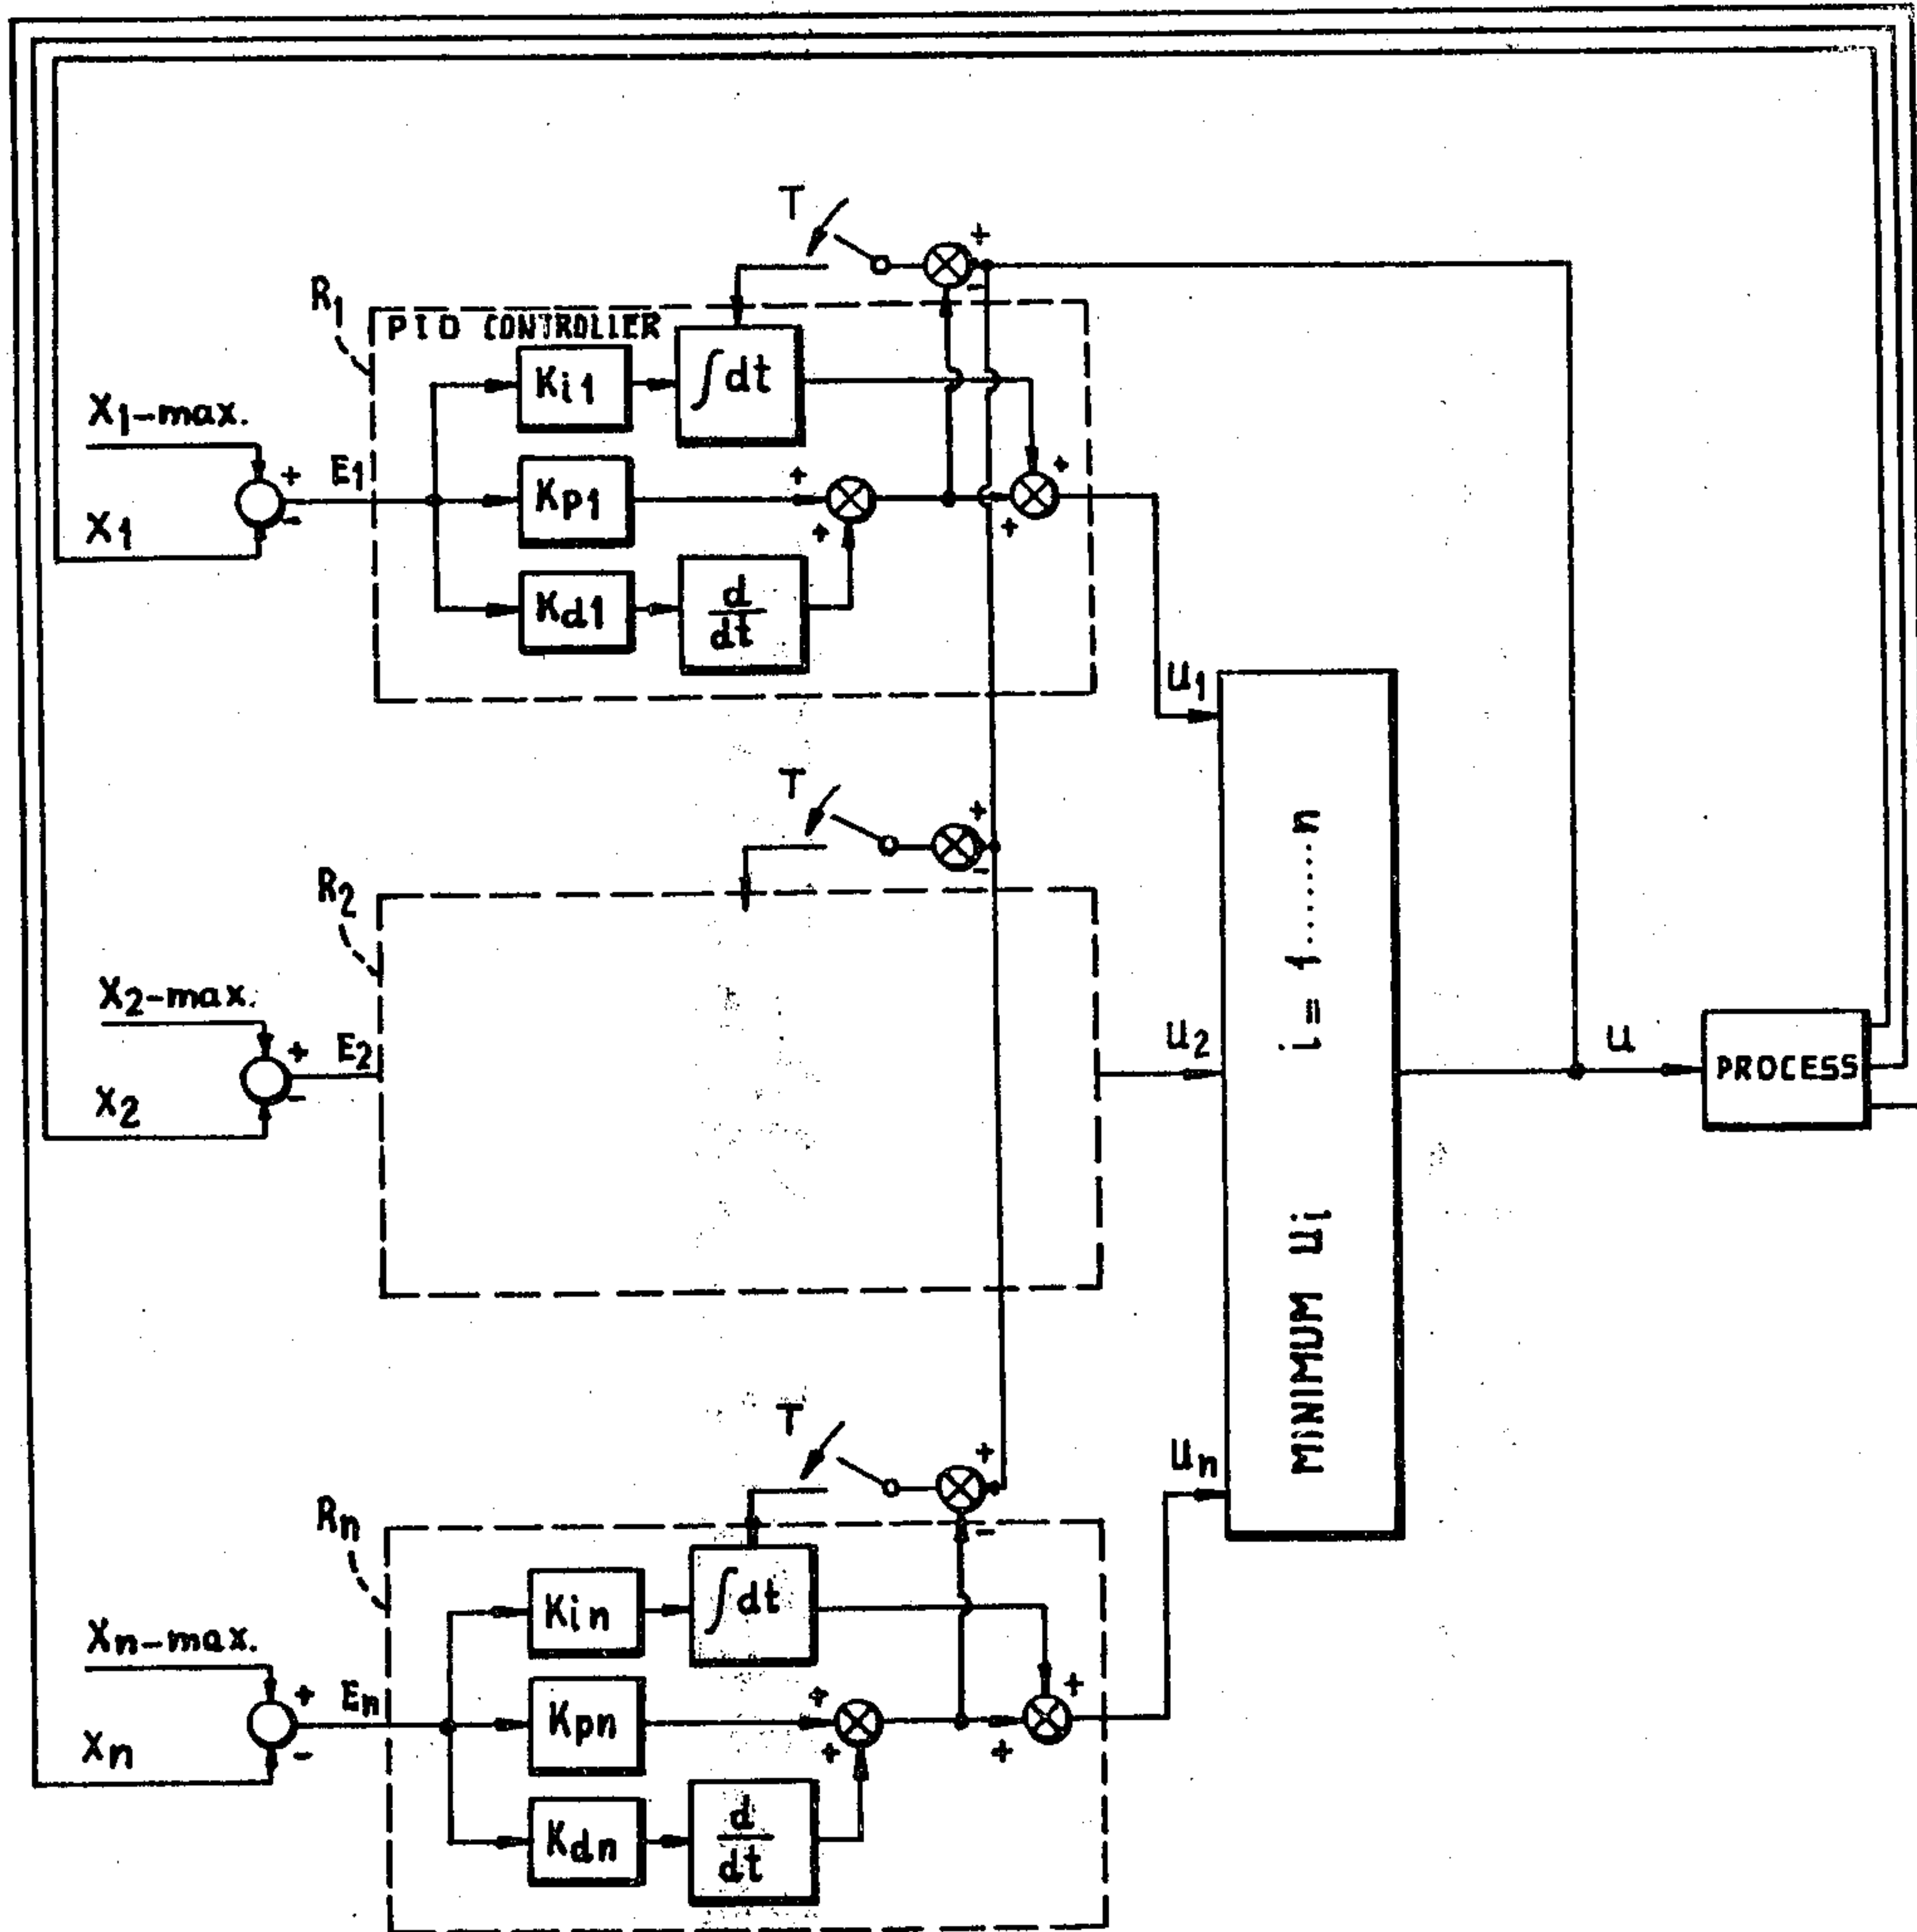 T
+
-
R1
PID CONTROLLER
Ki1
∫dt
X1-max.
+
E1
-
Kp1
+
+
+
+
X1
Kd1
d
dt
U1
T
+
-
R2
X2-max.
+
E2
-
X2
U2
MINIMUM Ui i = 1........n
U
PROCESS
T
+
-
Rn
Kin
∫dt
Un
Xn-max.
+
En
-
Kpn
+
+
+
+
Xn
Kdn
d
dt